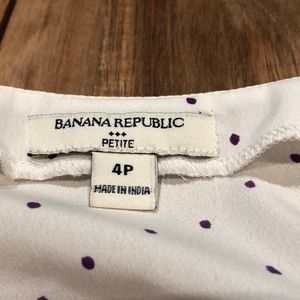 BANANA REPUBLIC
PETITE
4P
MADE IN INDIA